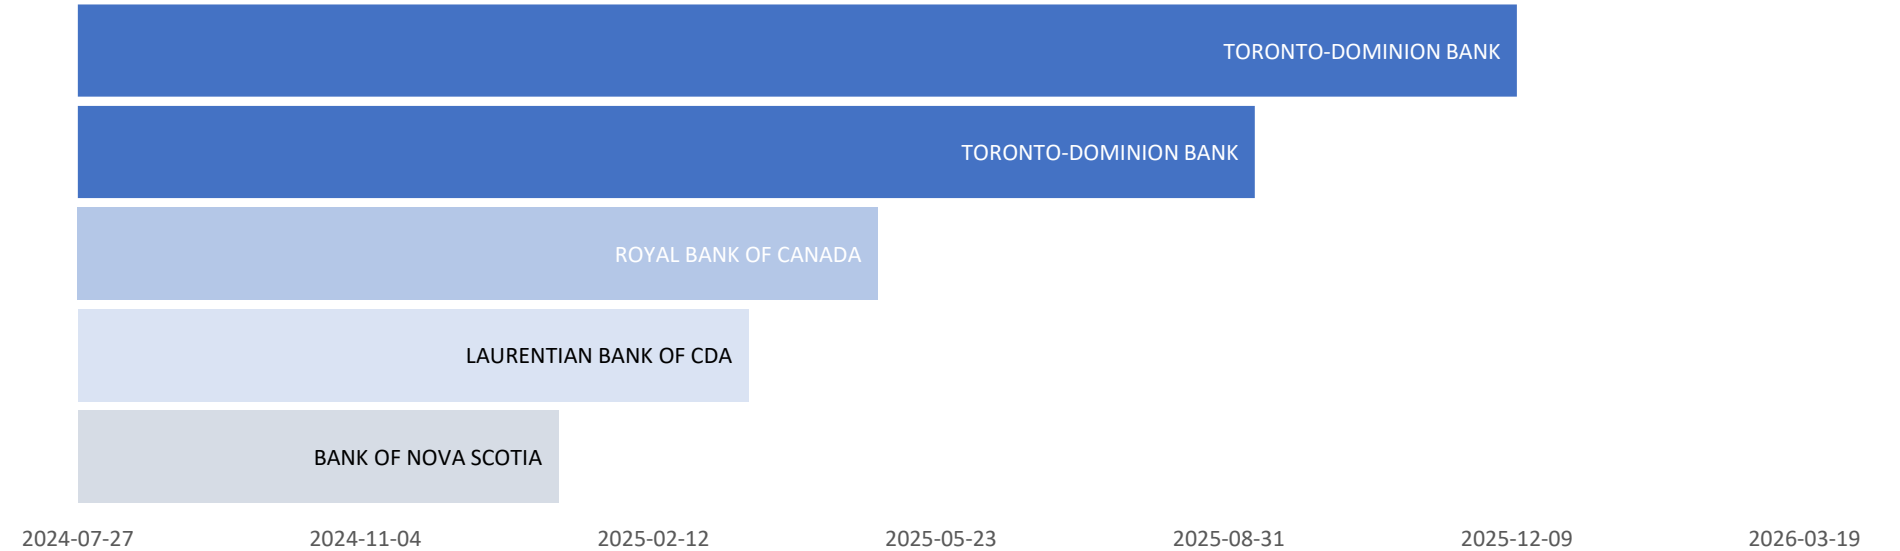 TORONTO-DOMINION BANK
TORONTO-DOMINION BANK
ROYAL BANK OF CANADA
LAURENTIAN BANK OF CDA
BANK OF NOVA SCOTIA
2024-07-27 2024-11-04 2025-02-12 2025-05-23 2025-08-31 2025-12-09 2026-03-19